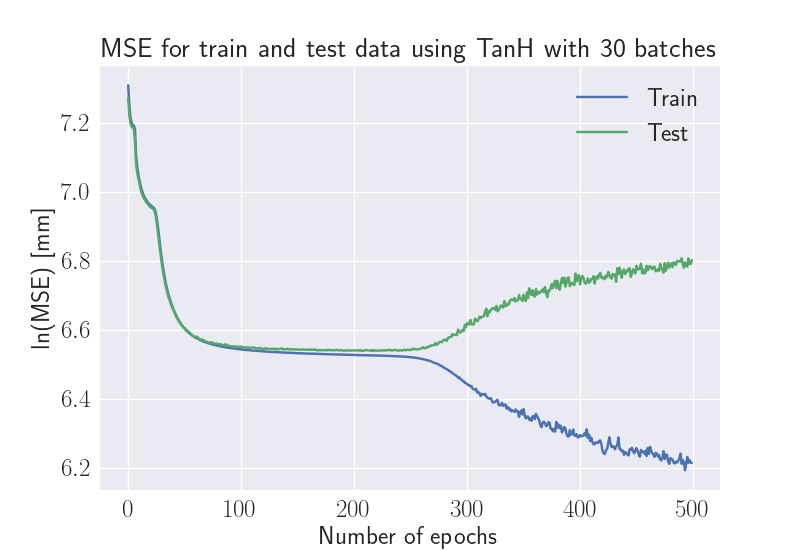 MSE for train and test data using TanH with 30 batches
Train
Test
7.2
7.0
6.8
6.6
6.4
6.2
ln(MSE) [mm]
0
100
200
300
400
500
Number of epochs